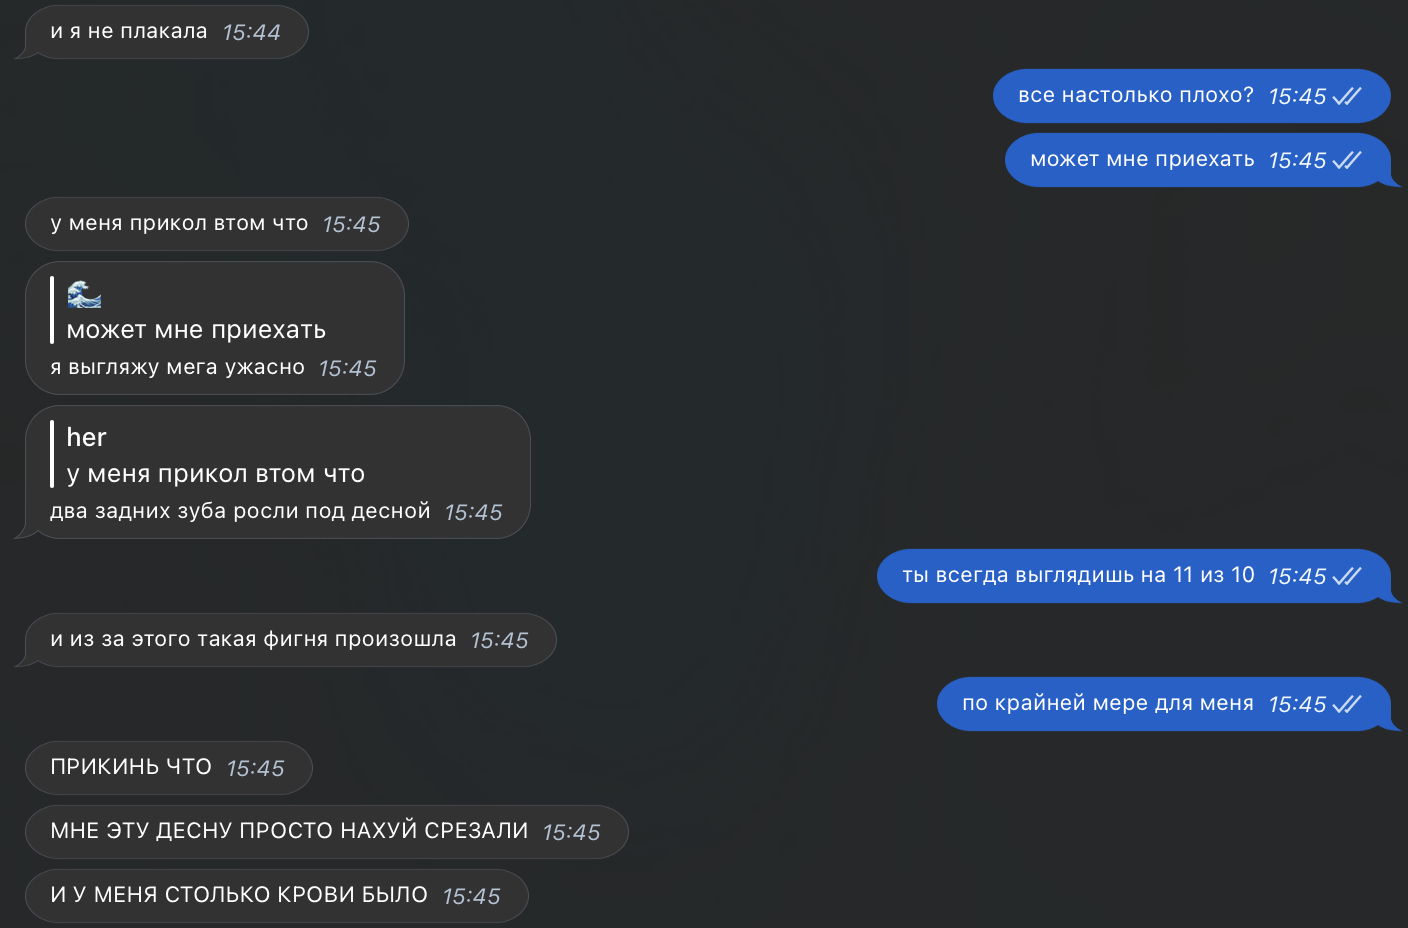 и я не плакала 15:44
все настолько плохо? 15:45
может мне приехать 15:45
у меня прикол втом что 15:45
🌊
может мне приехать
я выгляжу мега ужасно 15:45
her
у меня прикол втом что
два задних зуба росли под десной 15:45
ты всегда выглядишь на 11 из 10 15:45
и из за этого такая фигня произошла 15:45
по крайней мере для меня 15:45
ПРИКИНЬ ЧТО 15:45
МНЕ ЭТУ ДЕСНУ ПРОСТО НАХУЙ СРЕЗАЛИ 15:45
И У МЕНЯ СТОЛЬКО КРОВИ БЫЛО 15:45